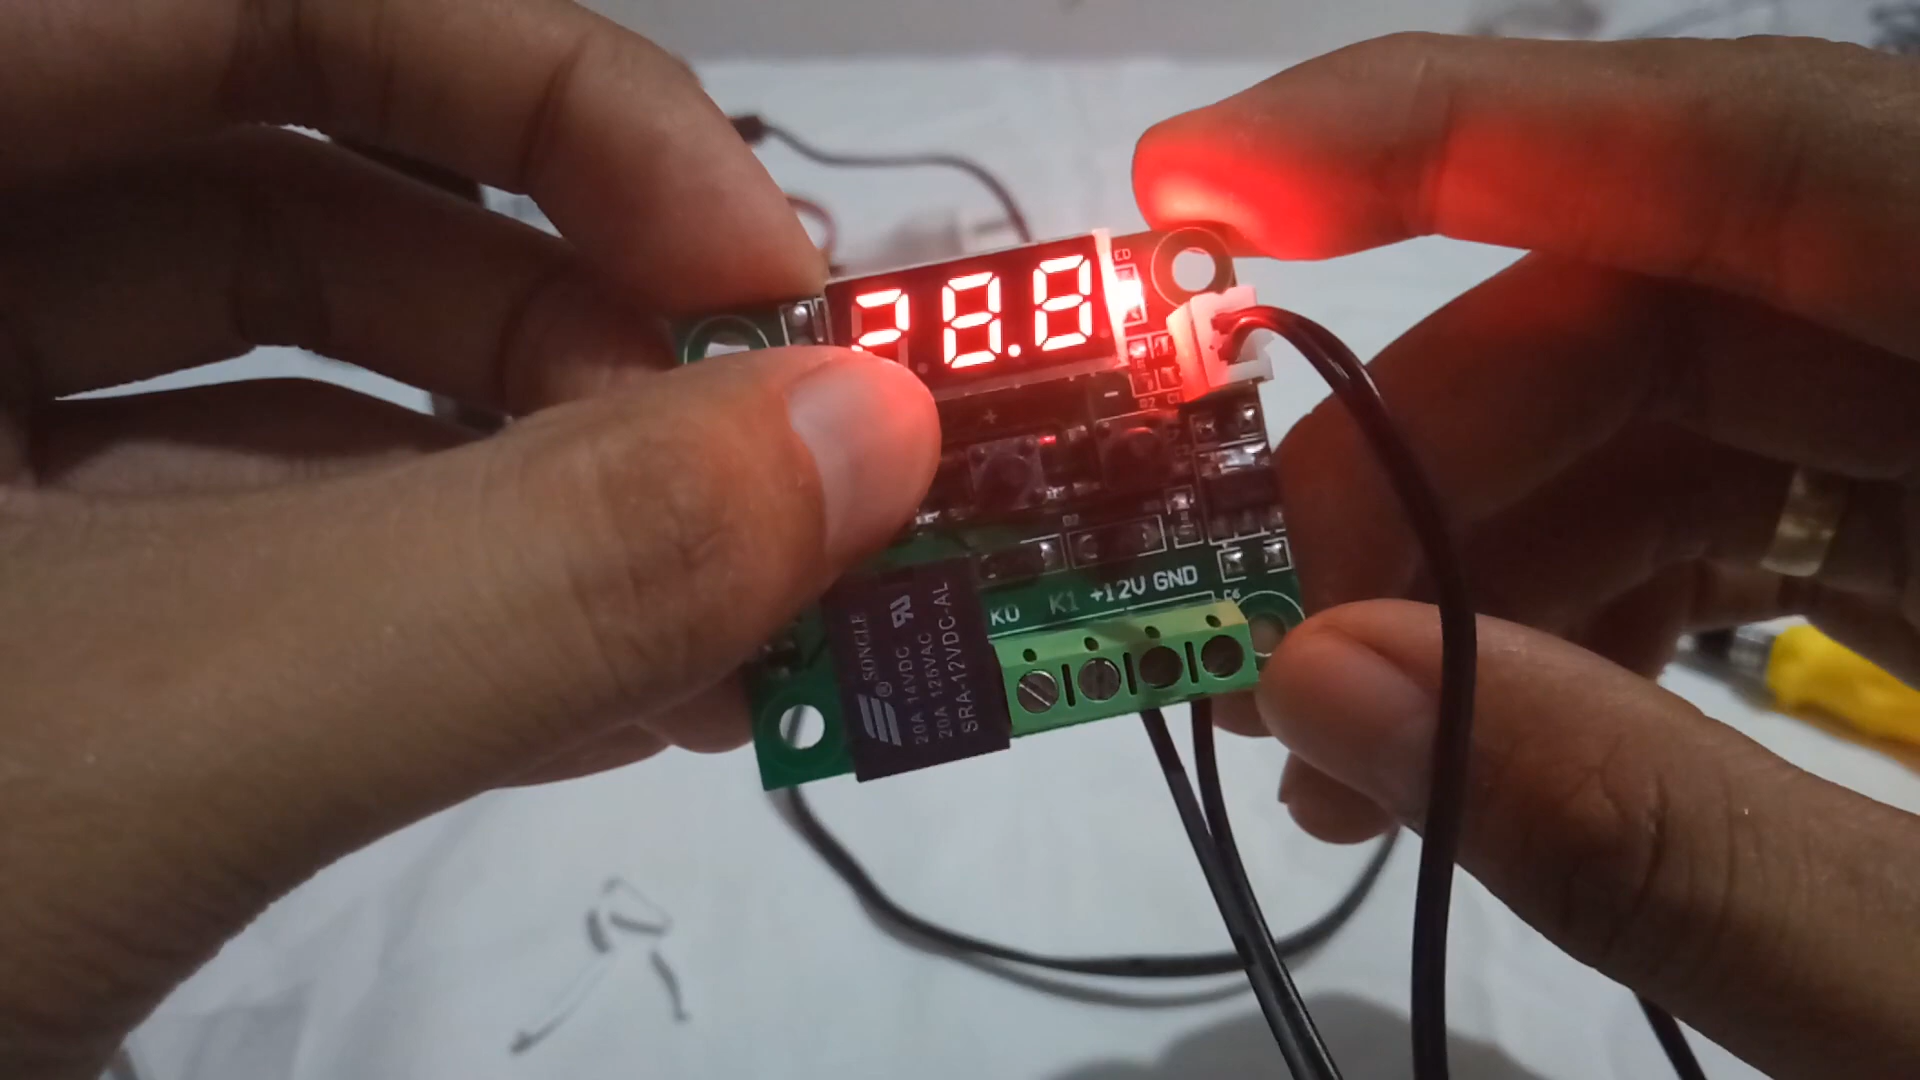 28.8
+ -
K0 K1 +12V GND
SONGLE
20A 14VDC
20A 125VAC
SRA-12VDC-AL